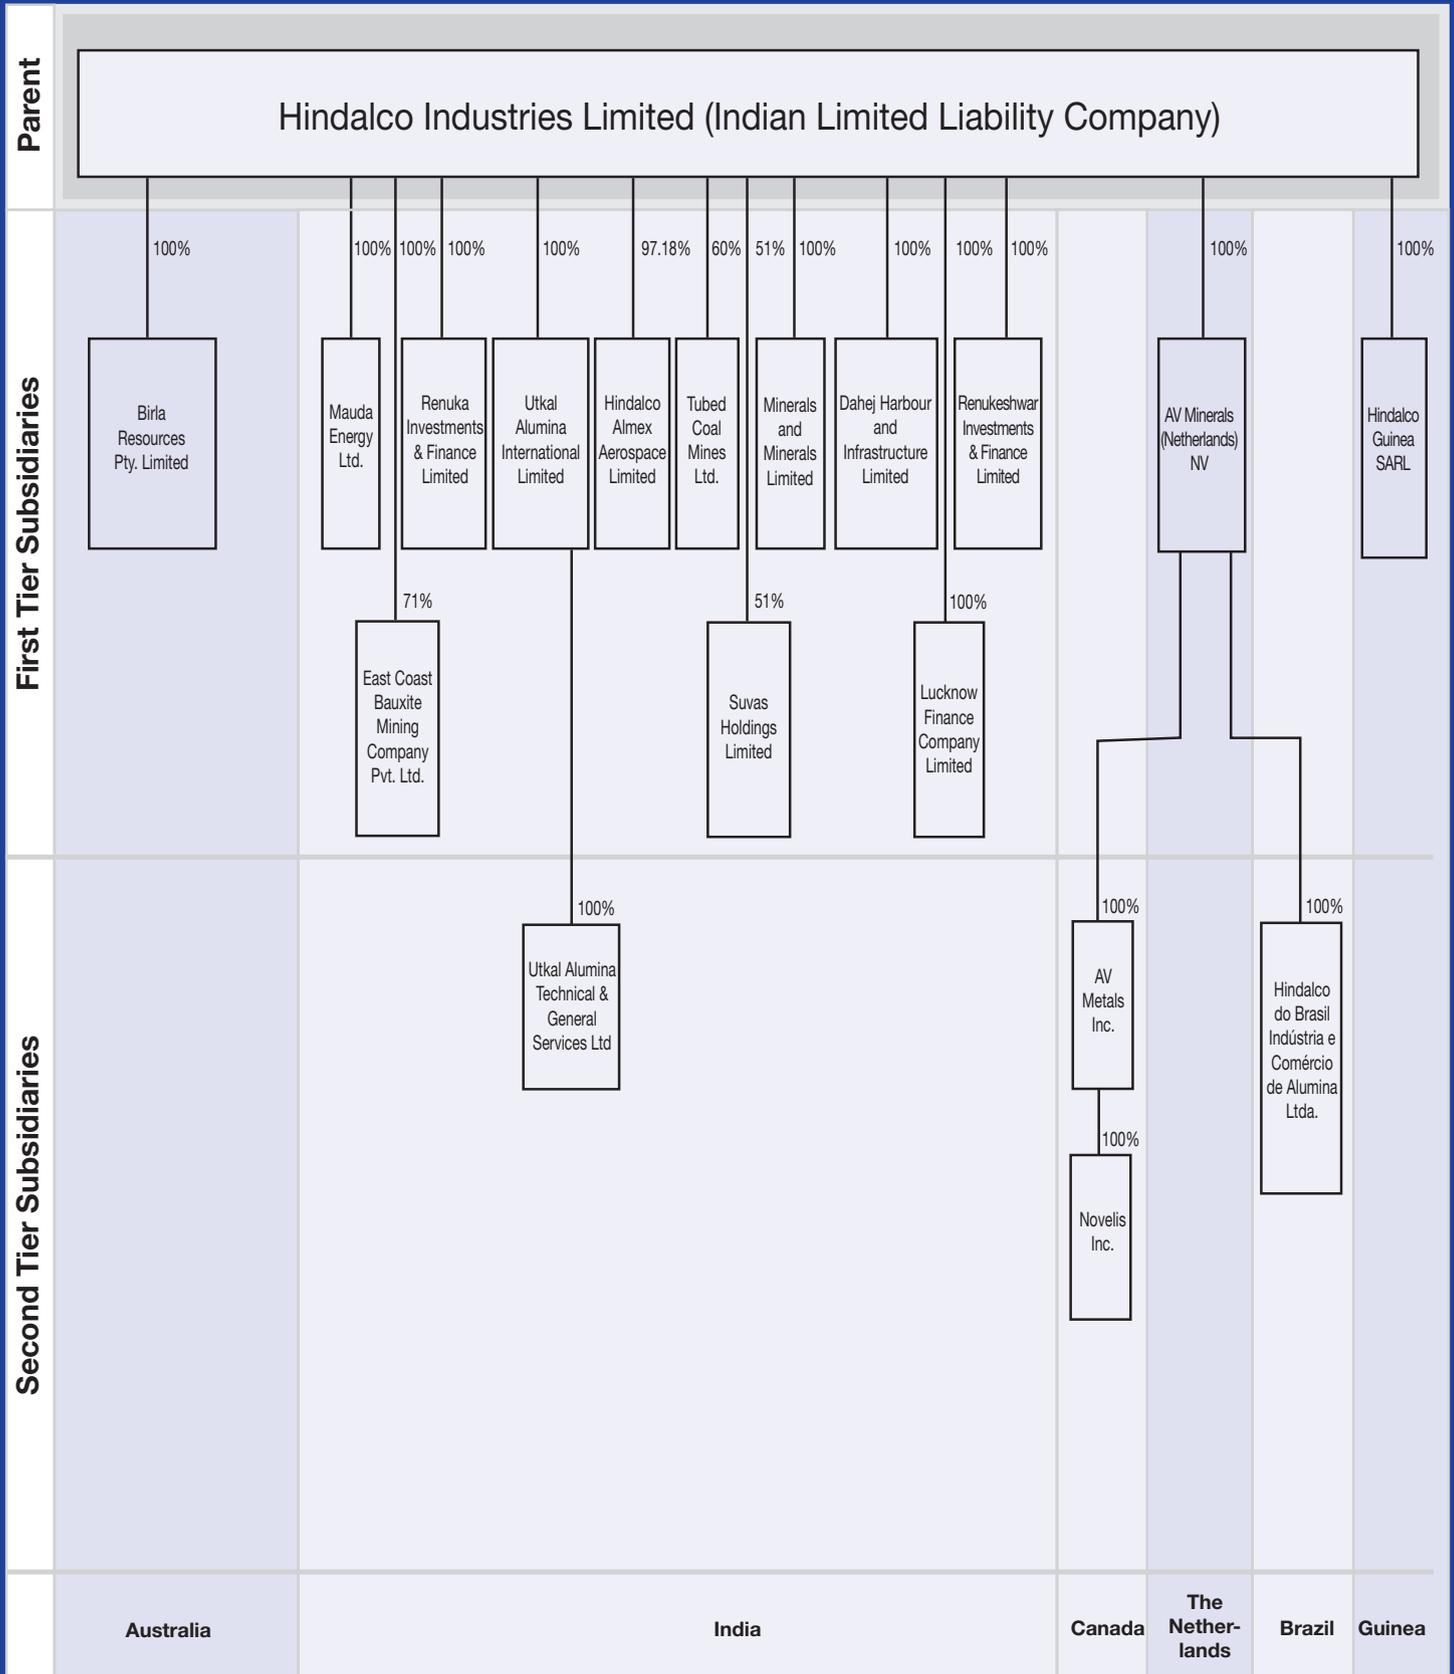 Parent
Hindalco Industries Limited (Indian Limited Liability Company)
First Tier Subsidiaries
100%
100%
100%
100%
100%
97.18%
60%
51%
100%
100%
100%
100%
100%
100%
Birla
Resources
Pty. Limited
Mauda
Energy
Ltd.
Renuka
Investments
& Finance
Limited
Utkal
Alumina
International
Limited
Hindalco
Almex
Aerospace
Limited
Tubed
Coal
Mines
Ltd.
Minerals
and
Minerals
Limited
Dahej Harbour
and
Infrastructure
Limited
Renukeshwar
Investments
& Finance
Limited
AV Minerals
(Netherlands)
NV
Hindalco
Guinea
SARL
71%
East Coast
Bauxite
Mining
Company
Pvt. Ltd.
51%
Suvas
Holdings
Limited
100%
Lucknow
Finance
Company
Limited
Second Tier Subsidiaries
100%
Utkal Alumina
Technical &
General
Services Ltd
100%
AV
Metals
Inc.
100%
Novelis
Inc.
100%
Hindalco
do Brasil
Indústria e
Comércio
de Alumina
Ltda.
Australia
India
Canada
The
Nether-
lands
Brazil
Guinea